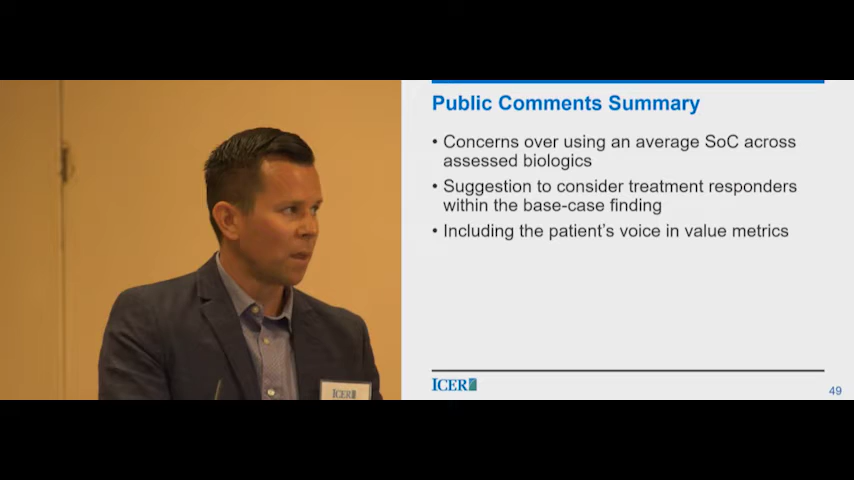 Public Comments Summary
• Concerns over using an average SoC across
assessed biologics
• Suggestion to consider treatment responders
within the base-case finding
• Including the patient's voice in value metrics
ICER
49
ICER